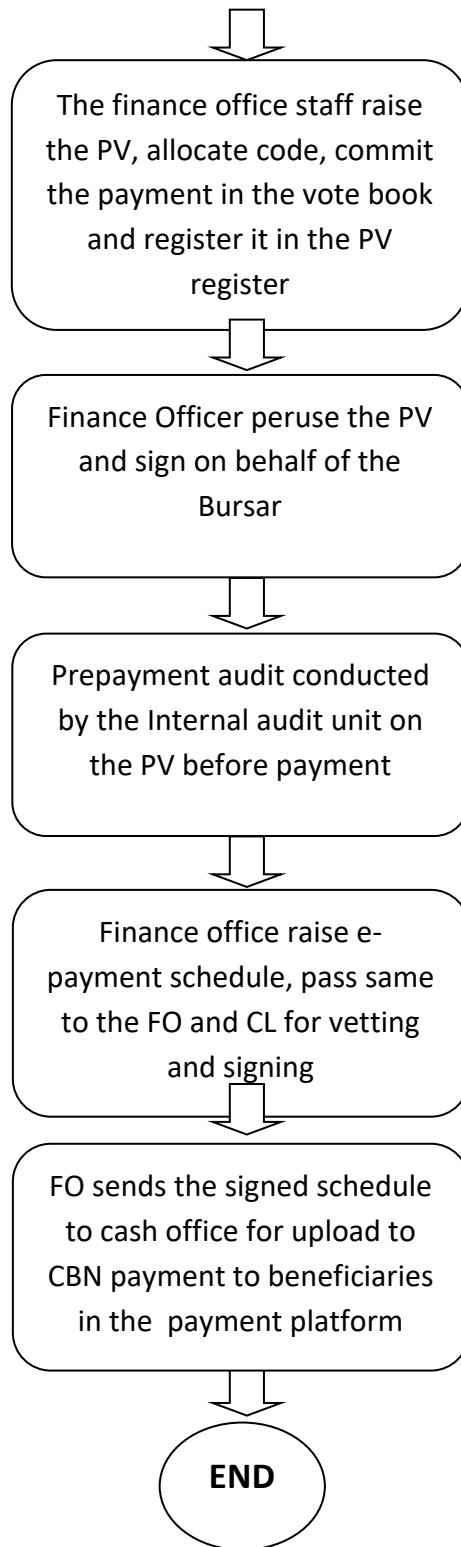 The finance office staff raise
the PV, allocate code, commit
the payment in the vote book
and register it in the PV
register
Finance Officer peruse the PV
and sign on behalf of the
Bursar
Prepayment audit conducted
by the Internal audit unit on
the PV before payment
Finance office raise e-
payment schedule, pass same
to the FO and CL for vetting
and signing
FO sends the signed schedule
to cash office for upload to
CBN payment to beneficiaries
in the  payment platform
END